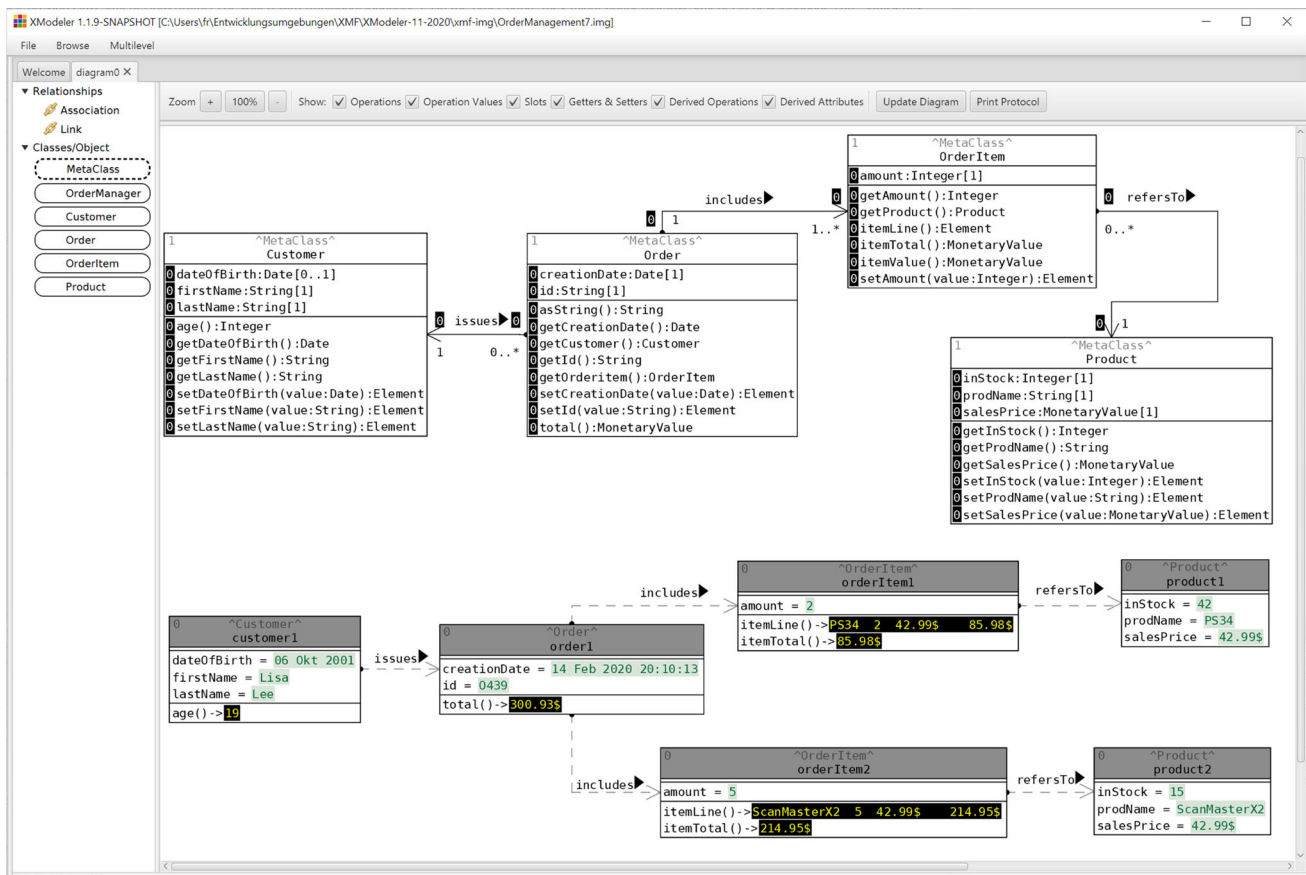 XModeler 1.1.9-SNAPSHOT [C:\Users\fr\Entwicklungsumgebungen\XMF\XModeler-11-2020\xmf-img\OrderManagement7.img]
File Browse Multilevel
Welcome diagram0 X
Relationships
Association
Link
Classes/Object
MetaClass
OrderManager
Customer
Order
OrderItem
Product
Zoom + 100% - Show: Operations Operation Values Slots Getters & Setters Derived Operations Derived Attributes Update Diagram Print Protocol
1 ^MetaClass^
OrderItem
0 amount:Integer[1]
0 getAmount():Integer
0 getProduct():Product
0 itemLine():Element
0 itemTotal():MonetaryValue
0 itemValue():MonetaryValue
0 setAmount(value:Integer):Element
includes
0
0 1
1..*
0 refersTo
0..*
1 ^MetaClass^
Customer
0 dateOfBirth:Date[0..1]
0 firstName:String[1]
0 lastName:String[1]
0 age():Integer
0 getDateOfBirth():Date
0 getFirstName():String
0 getLastName():String
0 setDateOfBirth(value:Date):Element
0 setFirstName(value:String):Element
0 setLastName(value:String):Element
0 issues 0
1 0..*
1 ^MetaClass^
Order
0 creationDate:Date[1]
0 id:String[1]
0 asString():String
0 getCreationDate():Date
0 getCustomer():Customer
0 getId():String
0 getOrderitem():OrderItem
0 setCreationDate(value:Date):Element
0 setId(value:String):Element
0 total():MonetaryValue
0 1
1 ^MetaClass^
Product
0 inStock:Integer[1]
0 prodName:String[1]
0 salesPrice:MonetaryValue[1]
0 getInStock():Integer
0 getProdName():String
0 getSalesPrice():MonetaryValue
0 setInStock(value:Integer):Element
0 setProdName(value:String):Element
0 setSalesPrice(value:MonetaryValue):Element
0 ^Customer^
customer1
dateOfBirth = 06 Okt 2001
firstName = Lisa
lastName = Lee
age()->19
issues
0 ^Order^
order1
creationDate = 14 Feb 2020 20:10:13
id = 0439
total()->300.93$
includes
0 ^OrderItem^
orderItem1
amount = 2
itemLine()->PS34 2 42.99$ 85.98$
itemTotal()->85.98$
refersTo
0 ^Product^
product1
inStock = 42
prodName = PS34
salesPrice = 42.99$
includes
0 ^OrderItem^
orderItem2
amount = 5
itemLine()->ScanMasterX2 5 42.99$ 214.95$
itemTotal()->214.95$
refersTo
0 ^Product^
product2
inStock = 15
prodName = ScanMasterX2
salesPrice = 42.99$